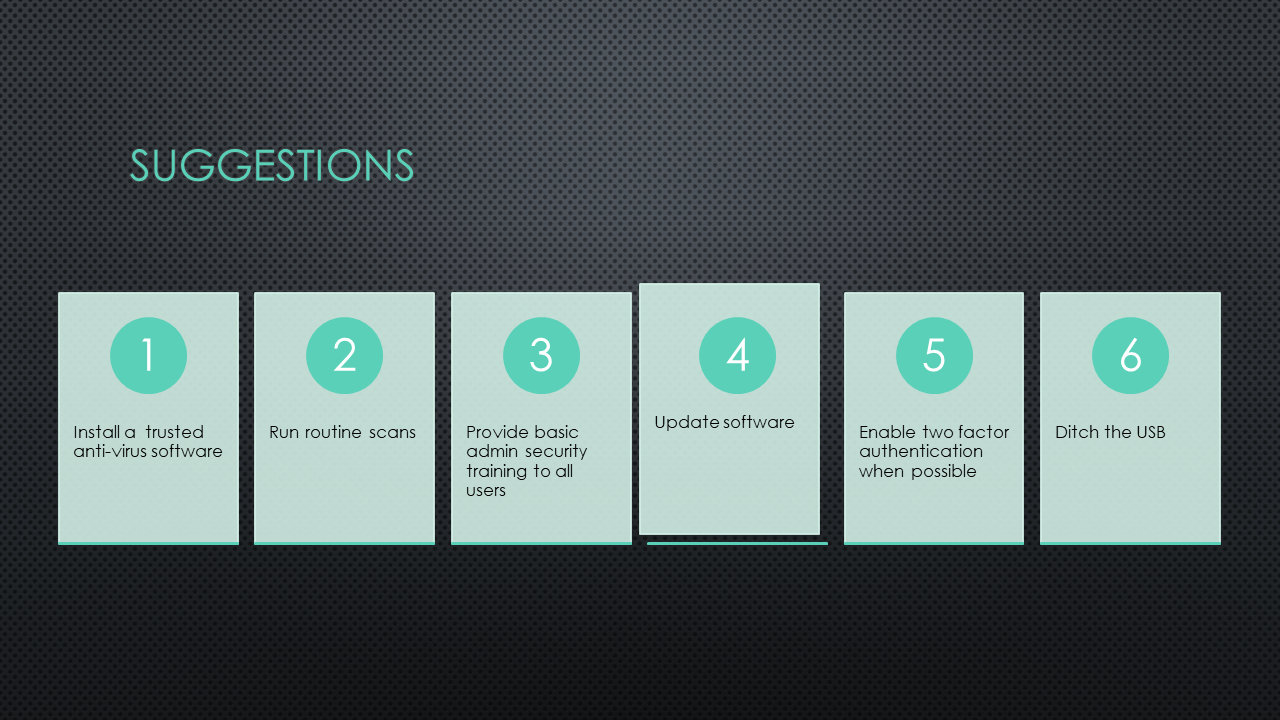 SUGGESTIONS
1
Install a trusted
anti-virus software
2
Run routine scans
3
Provide basic
admin security
training to all
users
4
Update software
5
Enable two factor
authentication
when possible
6
Ditch the USB